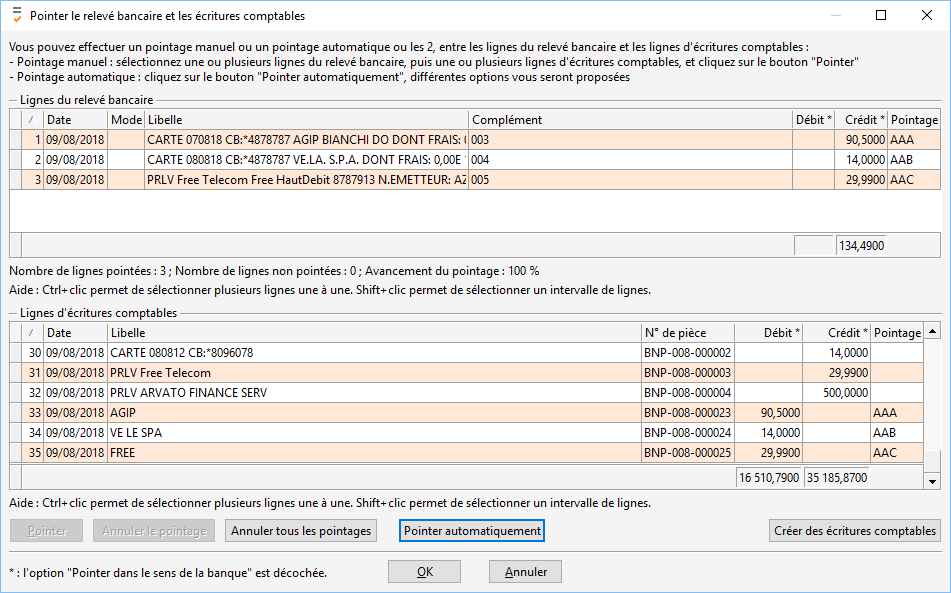 Pointer le relevé bancaire et les écritures comptables
Vous pouvez effectuer un pointage manuel ou un pointage automatique ou les 2, entre les lignes du relevé bancaire et les lignes d'écritures comptables :
- Pointage manuel : sélectionnez une ou plusieurs lignes du relevé bancaire, puis une ou plusieurs lignes d'écritures comptables, et cliquez sur le bouton "Pointer"
- Pointage automatique : cliquez sur le bouton "Pointer automatiquement", différentes options vous seront proposées
Lignes du relevé bancaire
Date Mode Libelle Complément Débit * Crédit * Pointage
1 09/08/2018 CARTE 070818 CB:*4878787 AGIP BIANCHI DO DONT FRAIS: 003 90,5000 AAA
2 09/08/2018 CARTE 080818 CB:*4878787 VE.LA. S.P.A. DONT FRAIS: 0,00E 004 14,0000 AAB
3 09/08/2018 PRLV Free Telecom Free HautDebit 8787913 N.EMETTEUR: AZ 005 29,9900 AAC
134,4900
Nombre de lignes pointées : 3 ; Nombre de lignes non pointées : 0 ; Avancement du pointage : 100 %
Aide : Ctrl+clic permet de sélectionner plusieurs lignes une à une. Shift+clic permet de sélectionner un intervalle de lignes.
Lignes d'écritures comptables
Date Libelle N° de pièce Débit * Crédit * Pointage
30 09/08/2018 CARTE 080812 CB:*8096078 BNP-008-000002 14,0000
31 09/08/2018 PRLV Free Telecom BNP-008-000003 29,9900
32 09/08/2018 PRLV ARVATO FINANCE SERV BNP-008-000004 500,0000
33 09/08/2018 AGIP BNP-008-000023 90,5000 AAA
34 09/08/2018 VE LE SPA BNP-008-000024 14,0000 AAB
35 09/08/2018 FREE BNP-008-000025 29,9900 AAC
16 510,7900 35 185,8700
Aide : Ctrl+clic permet de sélectionner plusieurs lignes une à une. Shift+clic permet de sélectionner un intervalle de lignes.
Pointer Annuler le pointage Annuler tous les pointages Pointer automatiquement Créer des écritures comptables
* : l'option "Pointer dans le sens de la banque" est décochée. OK Annuler